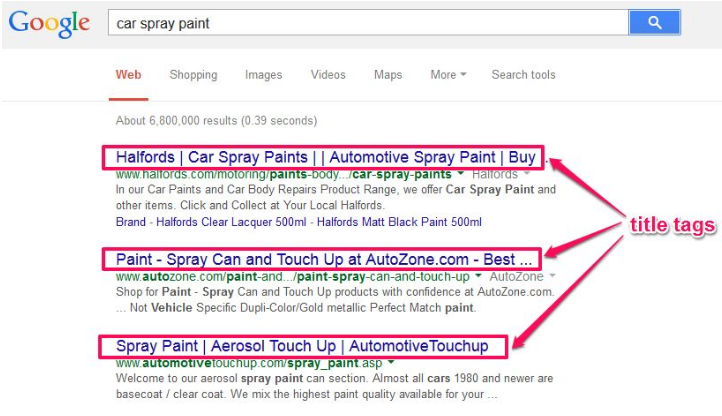 Google car spray paint
Web Shopping Images Videos Maps More Search tools
About 6,800,000 results (0.39 seconds)
Halfords | Car Spray Paints | | Automotive Spray Paint | Buy ...
www.halfords.com/motoring/paints-body.../car-spray-paints Halfords
In our Car Paints and Car Body Repairs Product Range, we offer Car Spray Paint and
other items. Click and Collect at Your Local Halfords.
Brand - Halfords Clear Lacquer 500ml - Halfords Matt Black Paint 500ml
title tags
Paint - Spray Can and Touch Up at AutoZone.com - Best ...
www.autozone.com/paint-and.../paint-spray-can-and-touch-up AutoZone
Shop for Paint - Spray Can and Touch Up products with confidence at AutoZone.com.
... Not Vehicle Specific Dupli-Color/Gold metallic Perfect Match paint.
Spray Paint | Aerosol Touch Up | AutomotiveTouchup
www.automotivetouchup.com/spray_paint.asp
Welcome to our aerosol spray paint can section. Almost all cars 1980 and newer are
basecoat / clear coat. We mix the highest paint quality available for your ...